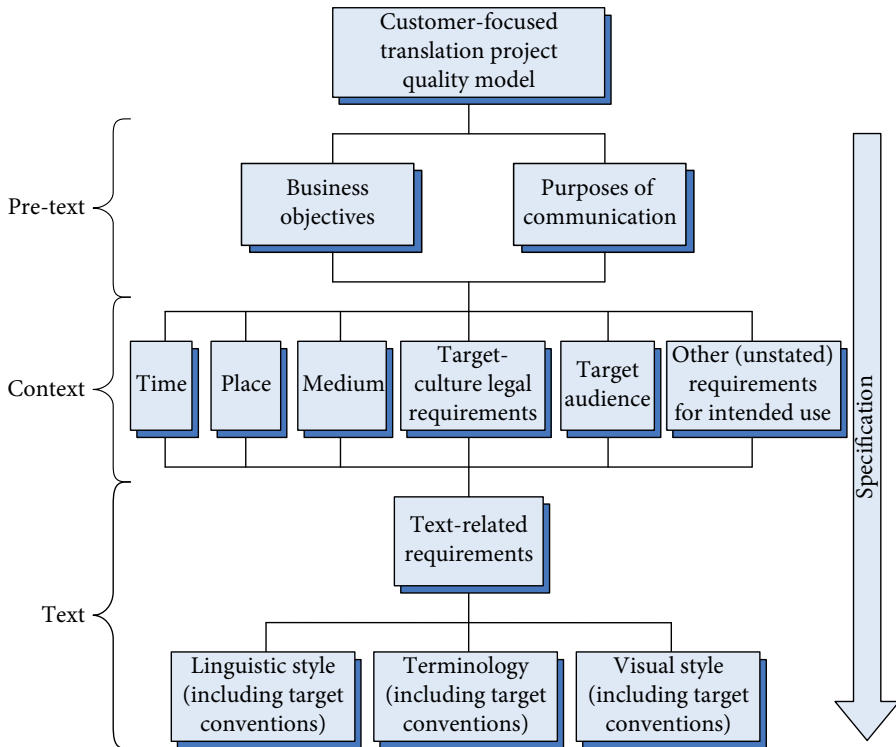 Customer-focused
translation project
quality model
Pre-text
Business
objectives
Purposes of
communication
Context
Time
Place
Medium
Target-
culture legal
requirements
Target
audience
Other (unstated)
requirements
for intended use
Specification
Text
Text-related
requirements
Linguistic style
(including target
conventions)
Terminology
(including target
conventions)
Visual style
(including target
conventions)